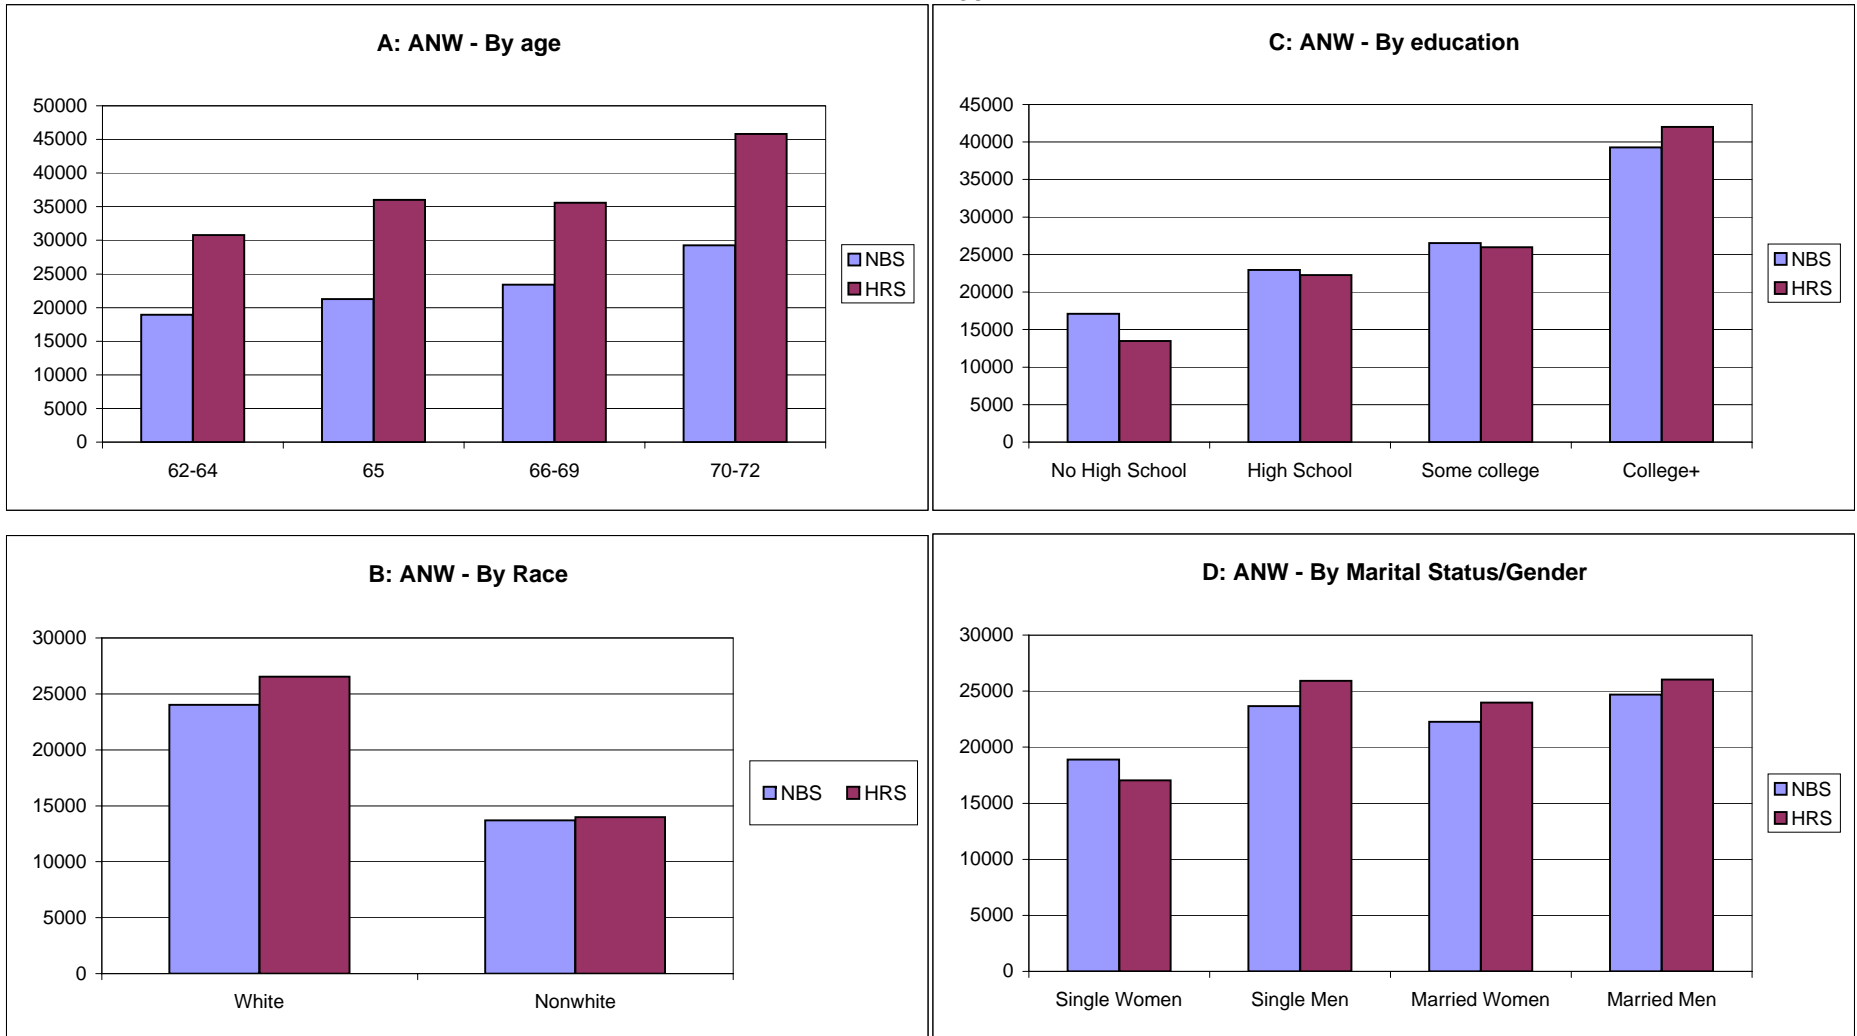 A: ANW - By age
50000
45000
40000
35000
30000
25000
20000
15000
10000
5000
0
62-64 65 66-69 70-72
NBS
HRS
C: ANW - By education
45000
40000
35000
30000
25000
20000
15000
10000
5000
0
No High School High School Some college College+
NBS
HRS
B: ANW - By Race
30000
25000
20000
15000
10000
5000
0
White Nonwhite
NBS HRS
D: ANW - By Marital Status/Gender
30000
25000
20000
15000
10000
5000
0
Single Women Single Men Married Women Married Men
NBS
HRS